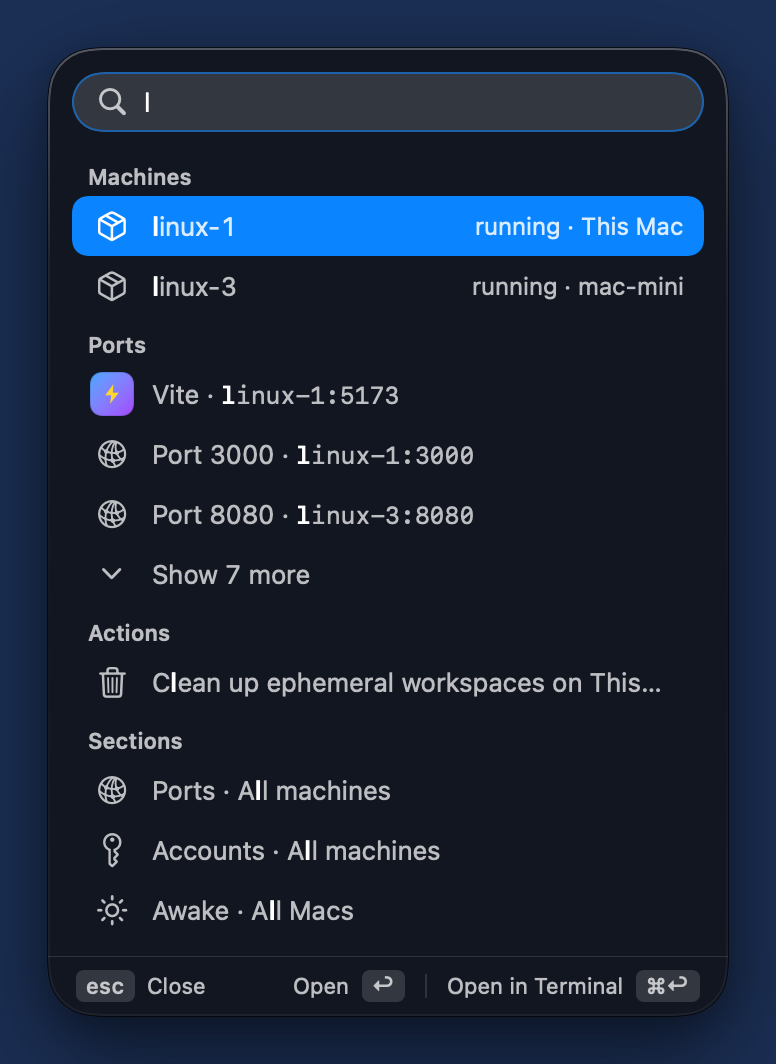 l
Machines
linux-1 running · This Mac
linux-3 running · mac-mini
Ports
Vite · linux-1:5173
Port 3000 · linux-1:3000
Port 8080 · linux-3:8080
Show 7 more
Actions
Clean up ephemeral workspaces on This...
Sections
Ports · All machines
Accounts · All machines
Awake · All Macs
esc Close Open ↩ Open in Terminal ⌘↩